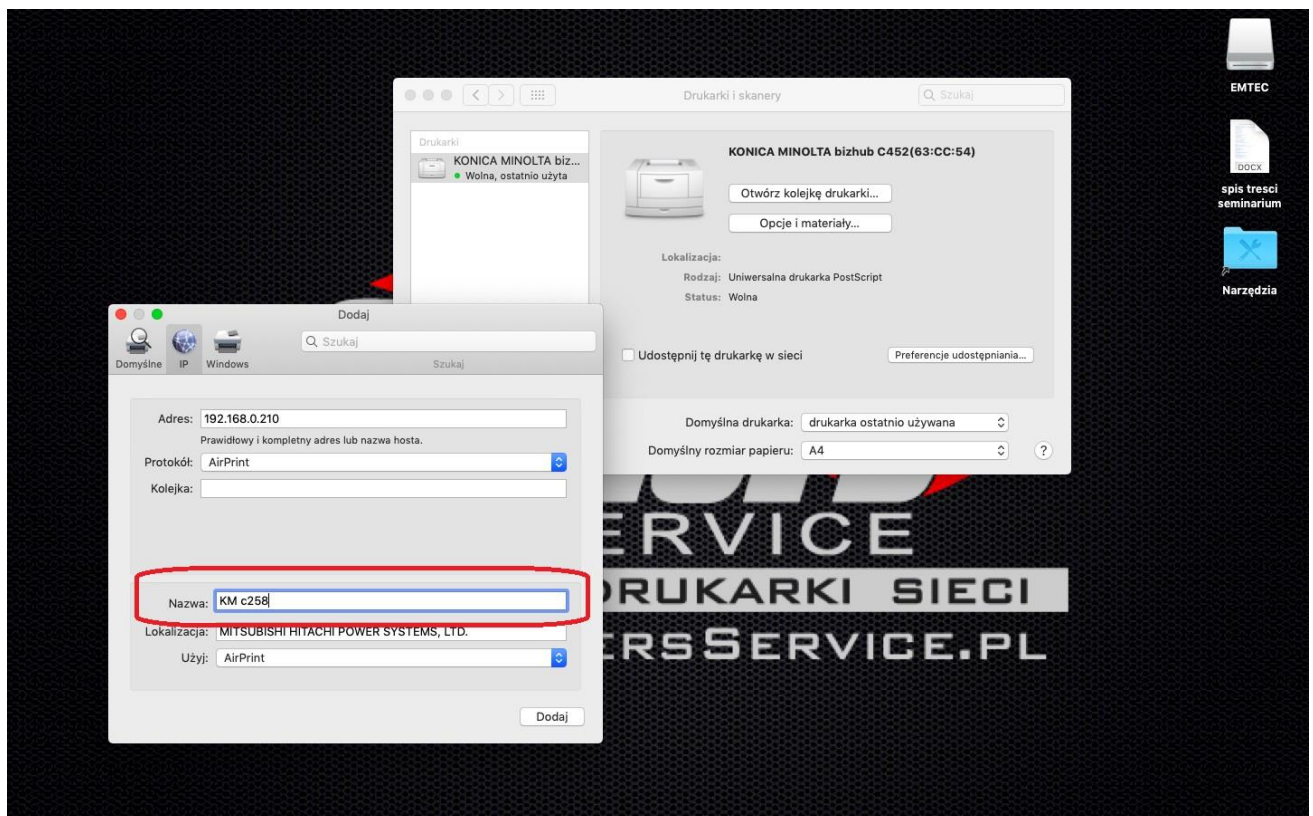 EMTEC
DOCX
spis tresci
seminarium
Narzędzia
Drukarki i skanery
Szukaj
Drukarki
KONICA MINOLTA biz...
Wolna, ostatnio użyta
KONICA MINOLTA bizhub C452(63:CC:54)
Otwórz kolejkę drukarki...
Opcje i materiały...
Lokalizacja:
Rodzaj: Uniwersalna drukarka PostScript
Status: Wolna
Udostępnij tę drukarkę w sieci
Preferencje udostępniania...
Domyślna drukarka: drukarka ostatnio używana
Domyślny rozmiar papieru: A4
?
Dodaj
Szukaj
Domyślne IP Windows Szukaj
Adres: 192.168.0.210
Prawidłowy i kompletny adres lub nazwa hosta.
Protokół: AirPrint
Kolejka:
Nazwa: KM c258
Lokalizacja: MITSUBISHI HITACHI POWER SYSTEMS, LTD.
Użyj: AirPrint
Dodaj
ERVICE
DRUKARKI SIECI
ERSSERVICE.PL